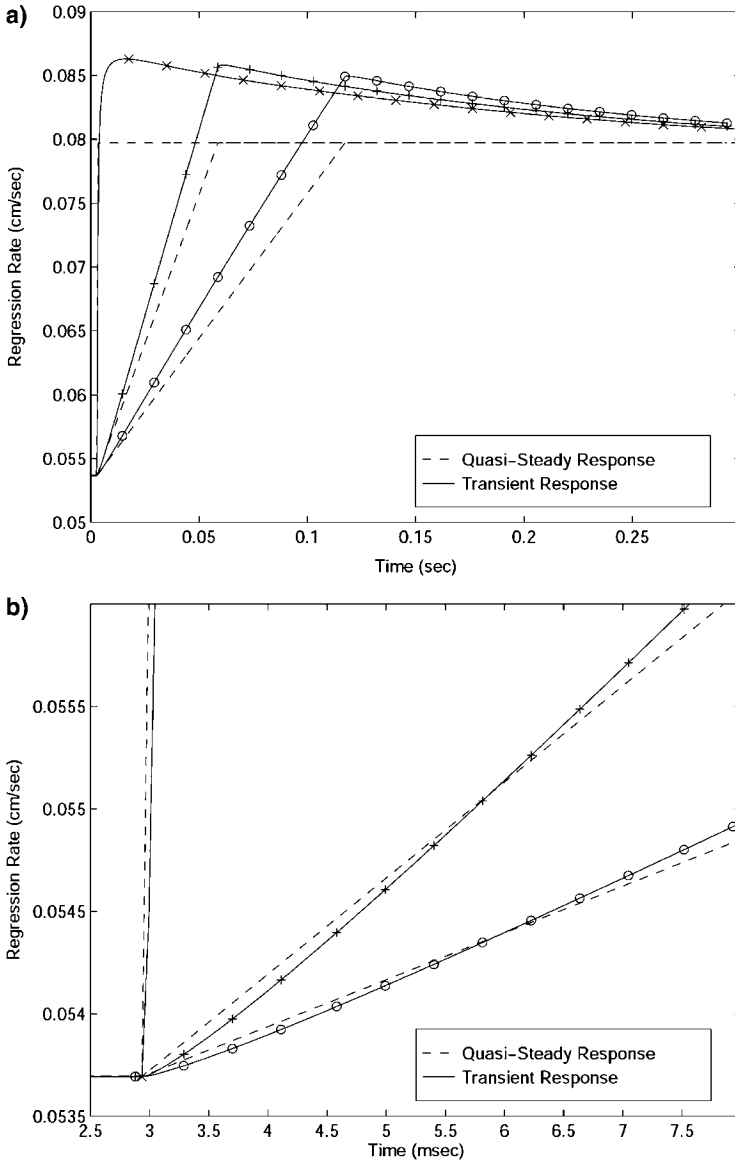 a)
0.09
0.085
0.08
0.075
0.07
0.065
0.06
0.055
0.05
Regression Rate (cm/sec)
0 0.05 0.1 0.15 0.2 0.25
Time (sec)
Quasi-Steady Response
Transient Response
b)
0.0555
0.055
0.0545
0.054
0.0535
Regression Rate (cm/sec)
2.5 3 3.5 4 4.5 5 5.5 6 6.5 7 7.5
Time (msec)
Quasi-Steady Response
Transient Response